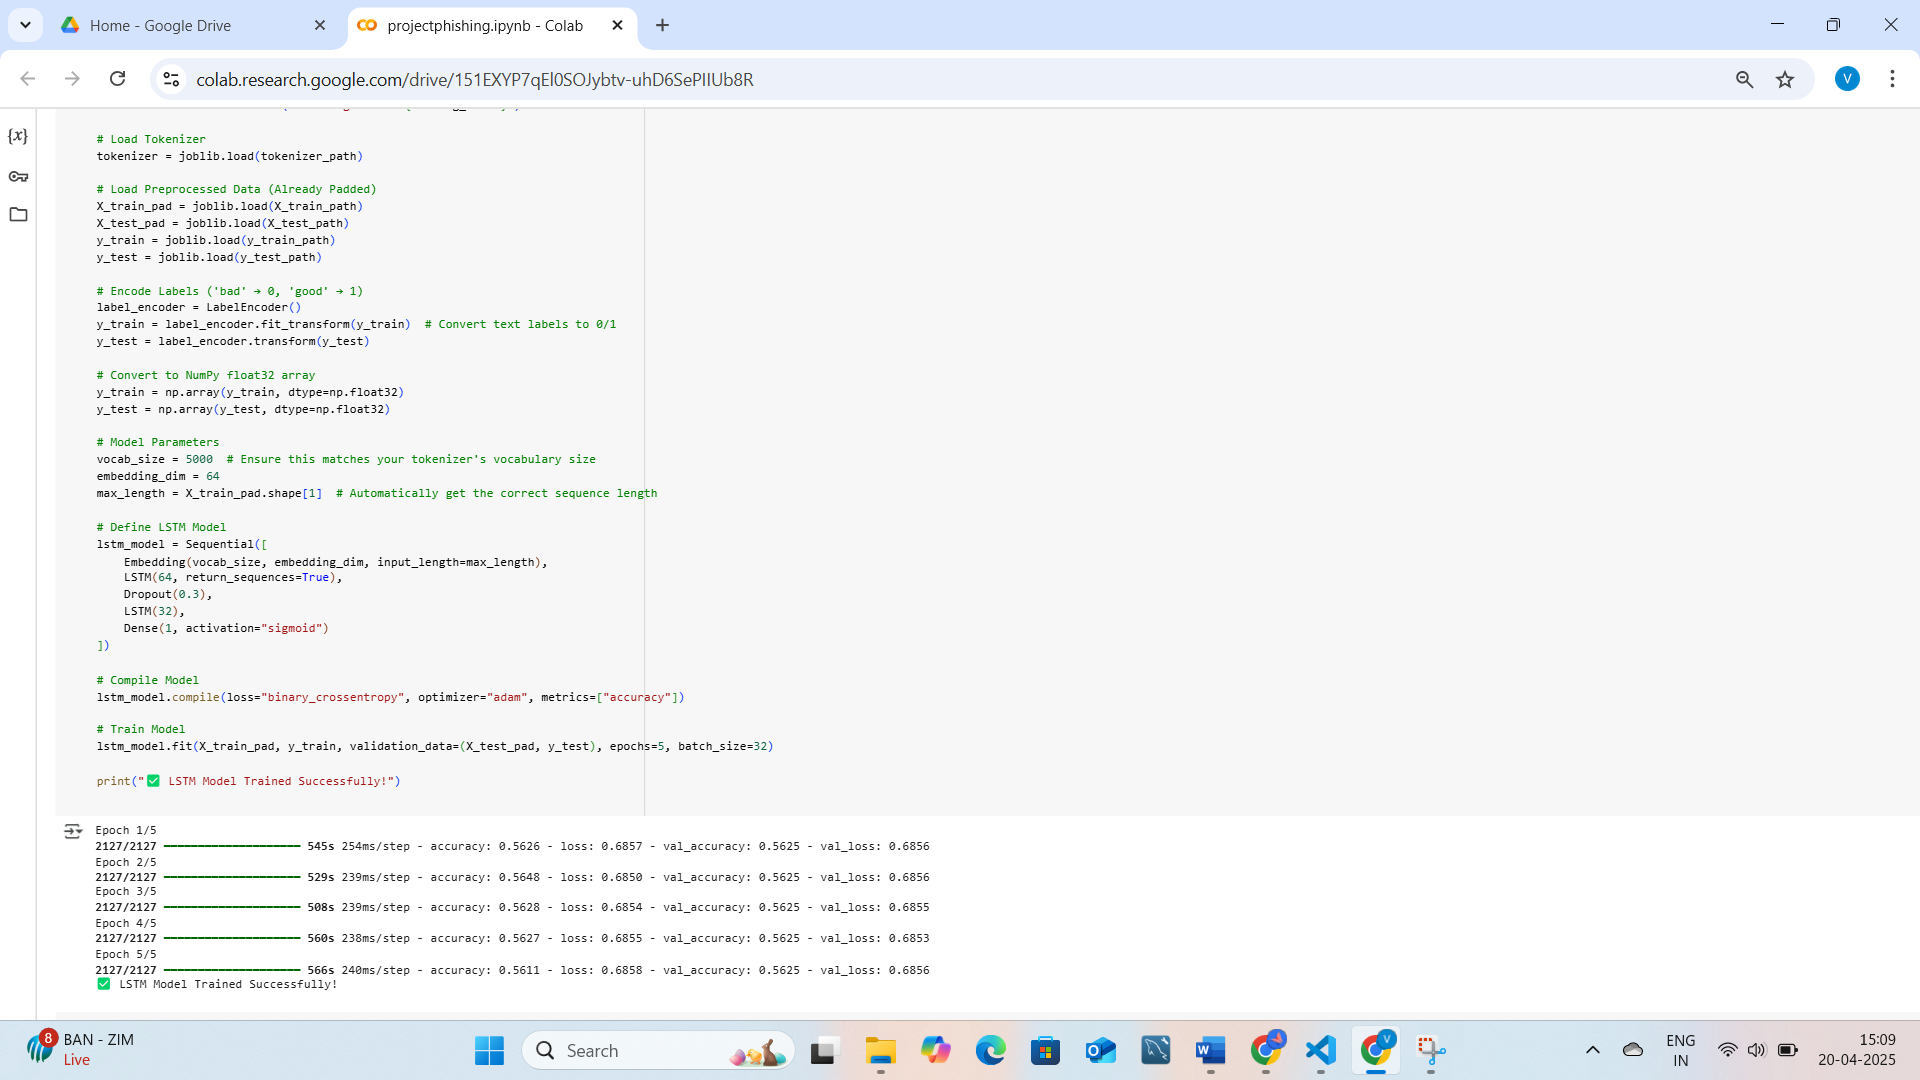 Home - Google Drive
projectphishing.ipynb - Colab
colab.research.google.com/drive/151EXYP7qEl0SOJybtv-uhD6SePIIUb8R
V
{x}
# Load Tokenizer
tokenizer = joblib.load(tokenizer_path)
# Load Preprocessed Data (Already Padded)
X_train_pad = joblib.load(X_train_path)
X_test_pad = joblib.load(X_test_path)
y_train = joblib.load(y_train_path)
y_test = joblib.load(y_test_path)
# Encode Labels ('bad' → 0, 'good' → 1)
label_encoder = LabelEncoder()
y_train = label_encoder.fit_transform(y_train)  # Convert text labels to 0/1
y_test = label_encoder.transform(y_test)
# Convert to NumPy float32 array
y_train = np.array(y_train, dtype=np.float32)
y_test = np.array(y_test, dtype=np.float32)
# Model Parameters
vocab_size = 5000  # Ensure this matches your tokenizer's vocabulary size
embedding_dim = 64
max_length = X_train_pad.shape[1]  # Automatically get the correct sequence length
# Define LSTM Model
lstm_model = Sequential([
Embedding(vocab_size, embedding_dim, input_length=max_length),
LSTM(64, return_sequences=True),
Dropout(0.3),
LSTM(32),
Dense(1, activation="sigmoid")
])
# Compile Model
lstm_model.compile(loss="binary_crossentropy", optimizer="adam", metrics=["accuracy"])
# Train Model
lstm_model.fit(X_train_pad, y_train, validation_data=(X_test_pad, y_test), epochs=5, batch_size=32)
print("✅ LSTM Model Trained Successfully!")
Epoch 1/5
2127/2127 ━━━━━━━━━━━━━━━━━━━━ 545s 254ms/step - accuracy: 0.5626 - loss: 0.6857 - val_accuracy: 0.5625 - val_loss: 0.6856
Epoch 2/5
2127/2127 ━━━━━━━━━━━━━━━━━━━━ 529s 239ms/step - accuracy: 0.5648 - loss: 0.6850 - val_accuracy: 0.5625 - val_loss: 0.6856
Epoch 3/5
2127/2127 ━━━━━━━━━━━━━━━━━━━━ 508s 239ms/step - accuracy: 0.5628 - loss: 0.6854 - val_accuracy: 0.5625 - val_loss: 0.6855
Epoch 4/5
2127/2127 ━━━━━━━━━━━━━━━━━━━━ 560s 238ms/step - accuracy: 0.5627 - loss: 0.6855 - val_accuracy: 0.5625 - val_loss: 0.6853
Epoch 5/5
2127/2127 ━━━━━━━━━━━━━━━━━━━━ 566s 240ms/step - accuracy: 0.5611 - loss: 0.6858 - val_accuracy: 0.5625 - val_loss: 0.6856
✅ LSTM Model Trained Successfully!
8
BAN - ZIM
Live
Search
ENG
IN
15:09
20-04-2025